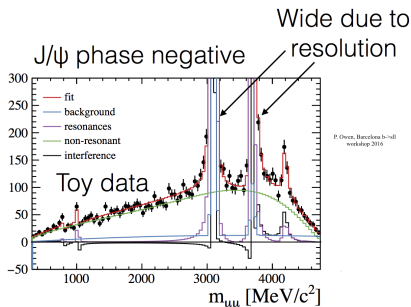 Wide due to
resolution
J/ψ phase negative
P. Owen, Barcelona b->sll
workshop 2016
300
250
200
150
100
50
0
−50
fit
background
resonances
non-resonant
interference
Toy data
1000 2000 3000 4000
mμμ [MeV/c²]